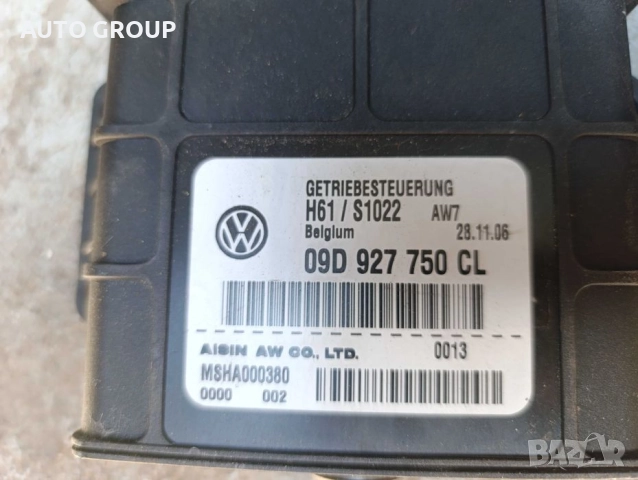 AUTO GROUP
GETRIEBESTEUERUNG
H61 / S1022 AW7
Belgium 28.11.06
09D 927 750 CL
AISIN AW CO., LTD. 0013
MSHA000380
0000 002
BAZAR